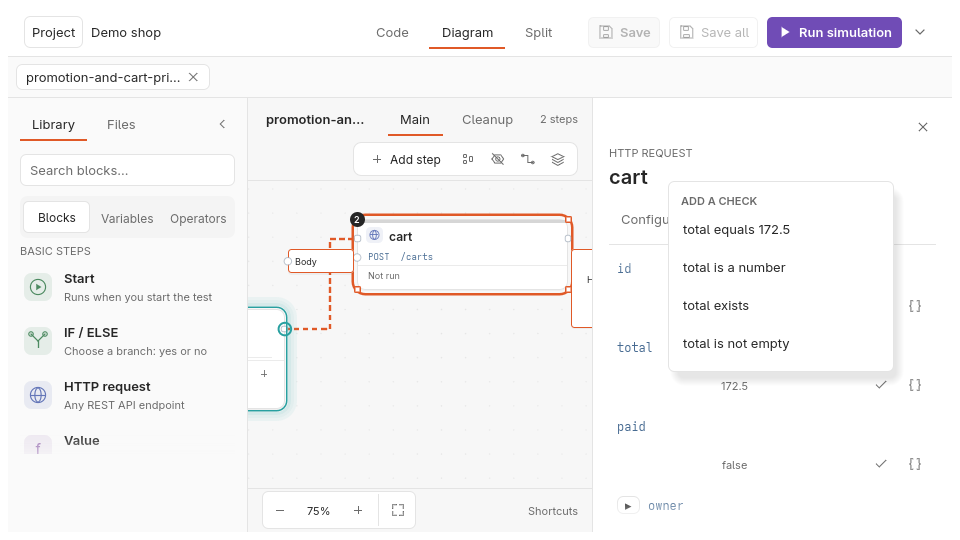 Project Demo shop Code Diagram Split Save Save all Run simulation
promotion-and-cart-pri...
Library Files
Search blocks...
Blocks Variables Operators
BASIC STEPS
Start
Runs when you start the test
IF / ELSE
Choose a branch: yes or no
HTTP request
Any REST API endpoint
Value
f
promotion-an... Main Cleanup 2 steps
Add step
2
cart
POST /carts
Not run
Body
H
75%
Shortcuts
HTTP REQUEST
cart
Configu
ADD A CHECK
total equals 172.5
total is a number
total exists
total is not empty
id
{}
total
172.5 {}
paid
false {}
owner